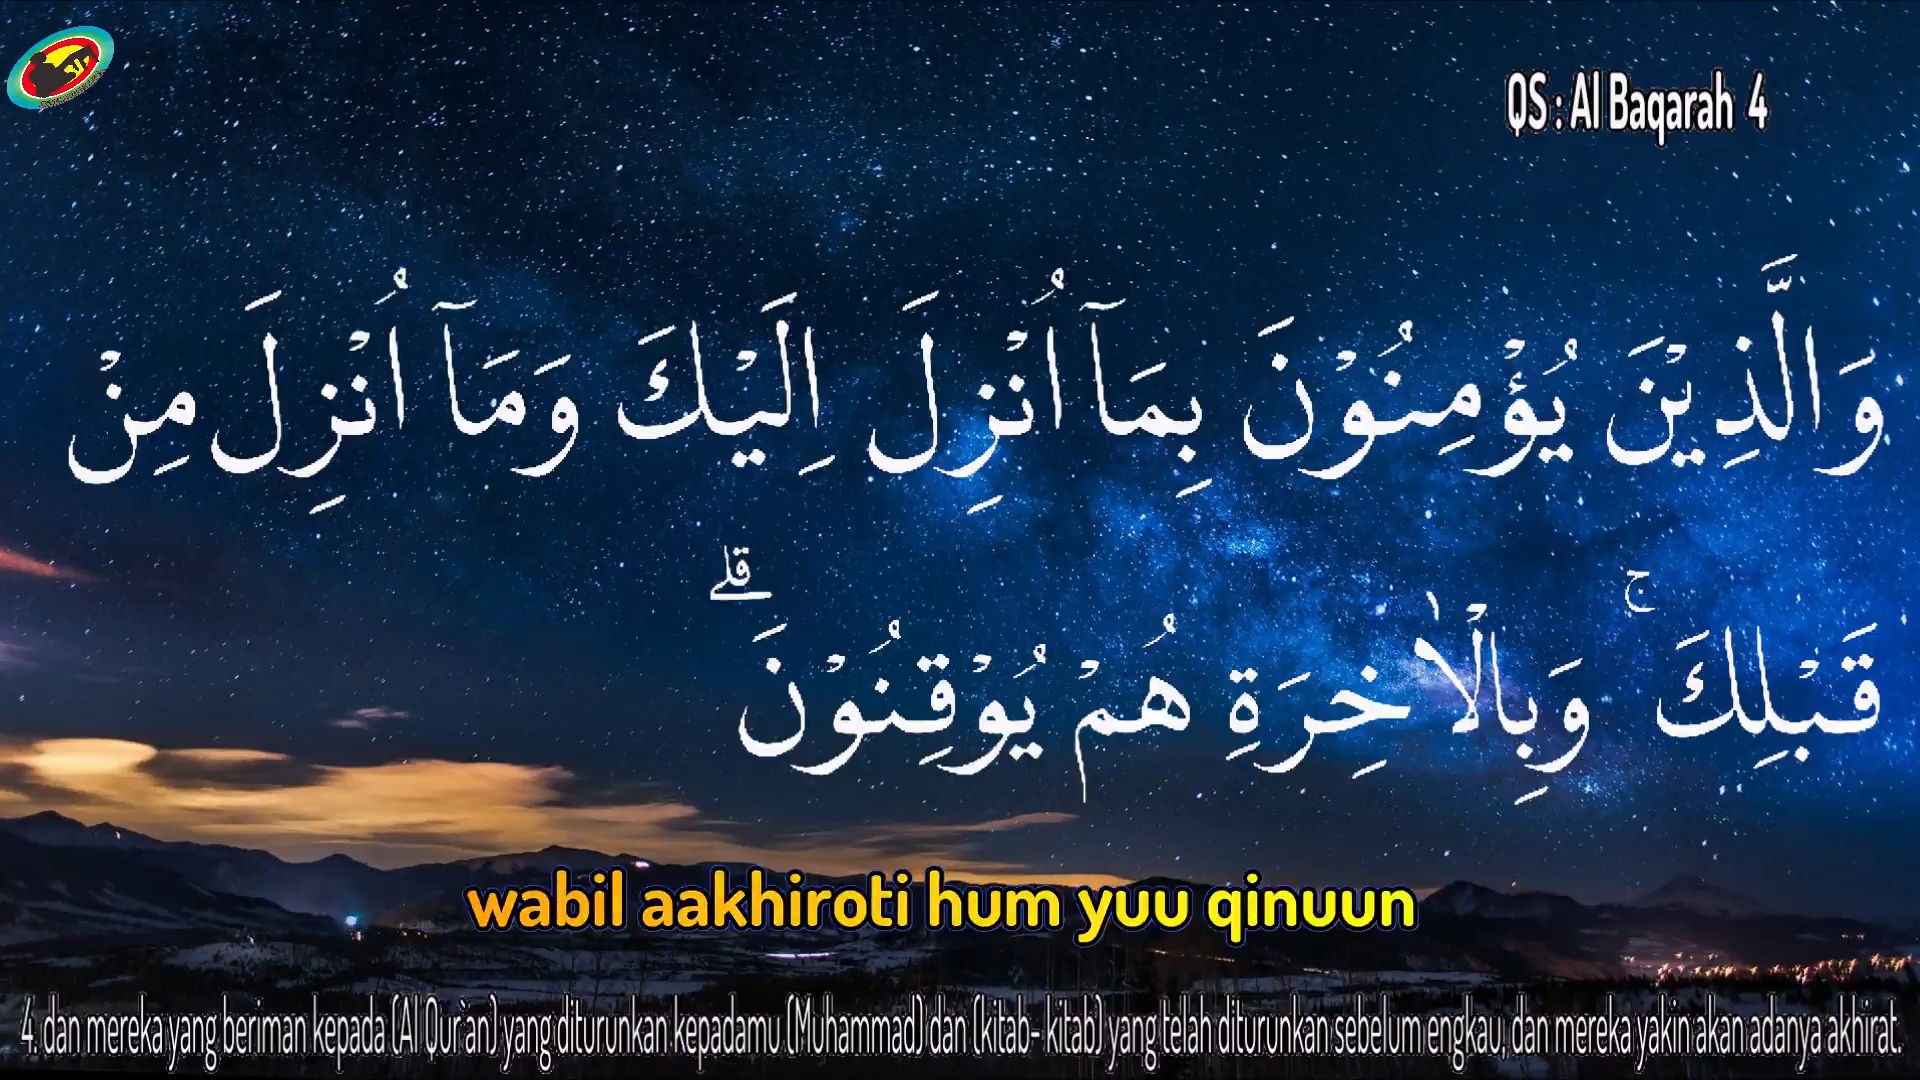 QS : Al Baqarah 4
وَالَّذِيْنَ يُؤْمِنُوْنَ بِمَآ اُنْزِلَ اِلَيْكَ وَمَآ اُنْزِلَ مِنْ
قَبْلِكَ ۚ وَبِالْاٰخِرَةِ هُمْ يُوْقِنُوْنَ ۗ
wabil aakhiroti hum yuu qinuun
4. dan mereka yang beriman kepada (Al Qur`an) yang diturunkan kepadamu (Muhammad) dan (kitab- kitab) yang telah diturunkan sebelum engkau, dan mereka yakin akan adanya akhirat.